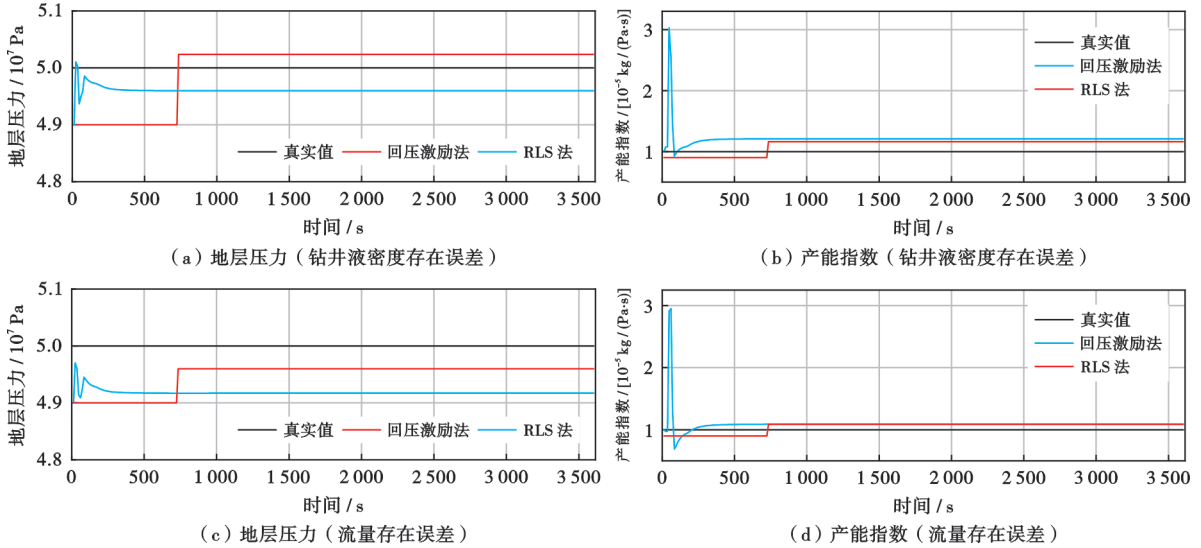 地层压力 / 10⁷ Pa
5.1
5.0
4.9
4.8
真实值 回压激励法 RLS 法
0 500 1 000 1 500 2 000 2 500 3 000 3 500
时间 / s
(a)地层压力(钻井液密度存在误差)
产能指数 / [10⁻⁵ kg / (Pa·s)]
3
2
1
真实值
回压激励法
RLS 法
0 500 1 000 1 500 2 000 2 500 3 000 3 500
时间 / s
(b)产能指数(钻井液密度存在误差)
地层压力 / 10⁷ Pa
5.1
5.0
4.9
4.8
真实值 回压激励法 RLS 法
0 500 1 000 1 500 2 000 2 500 3 000 3 500
时间 / s
(c)地层压力(流量存在误差)
产能指数 / [10⁻⁵ kg / (Pa·s)]
3
2
1
真实值
回压激励法
RLS 法
0 500 1 000 1 500 2 000 2 500 3 000 3 500
时间 / s
(d)产能指数(流量存在误差)